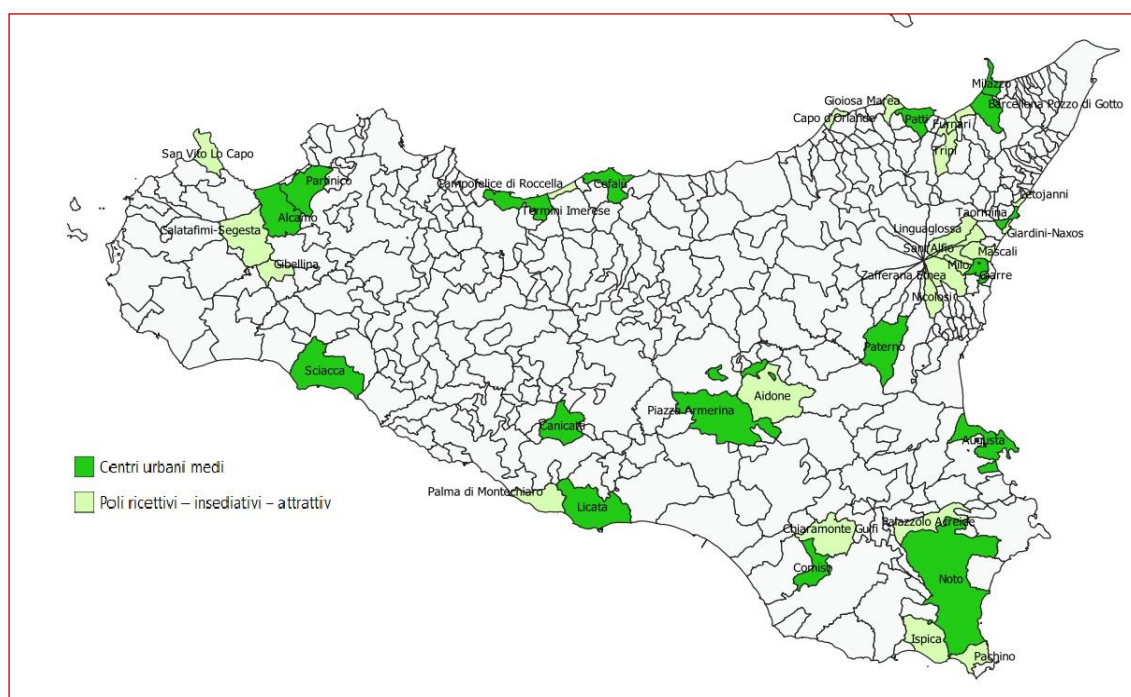 Milazzo
Gioiosa Marea
Barcellona Pozzo di Gotto
Capo d'Orlando
Patti
Furnari
Tripi
San Vito Lo Capo
Partinico
Campofelice di Roccella
Cefalù
Termini Imerese
Letojanni
Alcamo
Taormina
Calatafimi-Segesta
Linguaglossa
Giardini-Naxos
Sant'Alfio
Mascali
Gibellina
Milo
Zafferana Etnea
Giarre
Nicolosi
Paterno
Sciacca
Aidone
Piazza Armerina
Canicatti
Augusta
Centri urbani medi
Palma di Montechiaro
Poli ricettivi – insediativi – attrattivi
Licata
Palazzolo Acreide
Chiaramonte Gulfi
Comiso
Noto
Ispica
Pachino